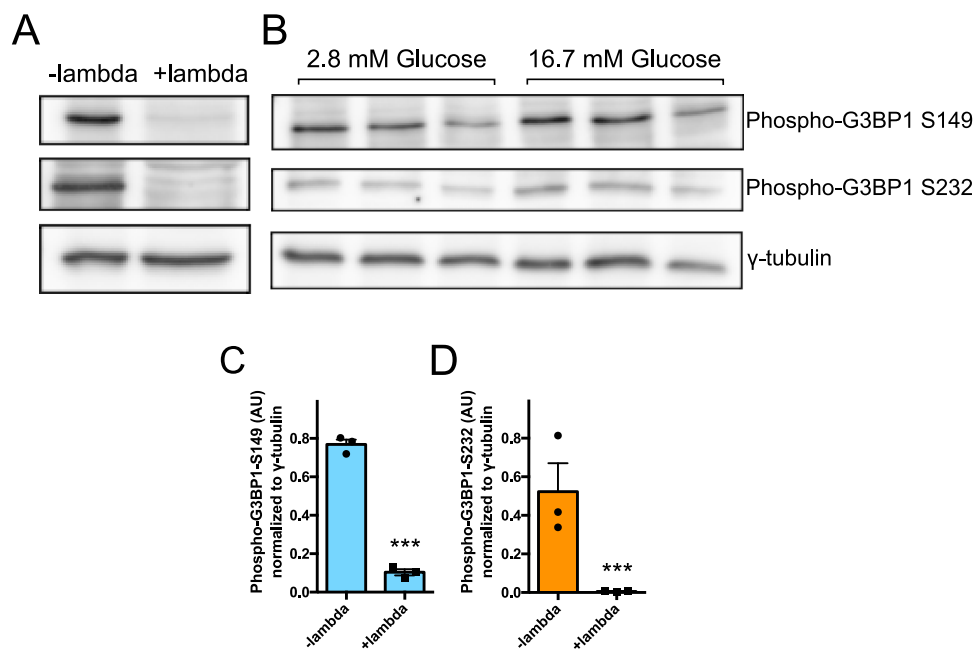 A
B
-lambda +lambda
2.8 mM Glucose
16.7 mM Glucose
Phospho-G3BP1 S149
Phospho-G3BP1 S232
γ-tubulin
C
D
Phospho-G3BP1-S149 (AU)
normalized to γ-tubulin
0.8
0.6
0.4
0.2
0.0
***
-lambda
+lambda
Phospho-G3BP1-S232 (AU)
normalized to γ-tubulin
0.8
0.6
0.4
0.2
0.0
***
-lambda
+lambda